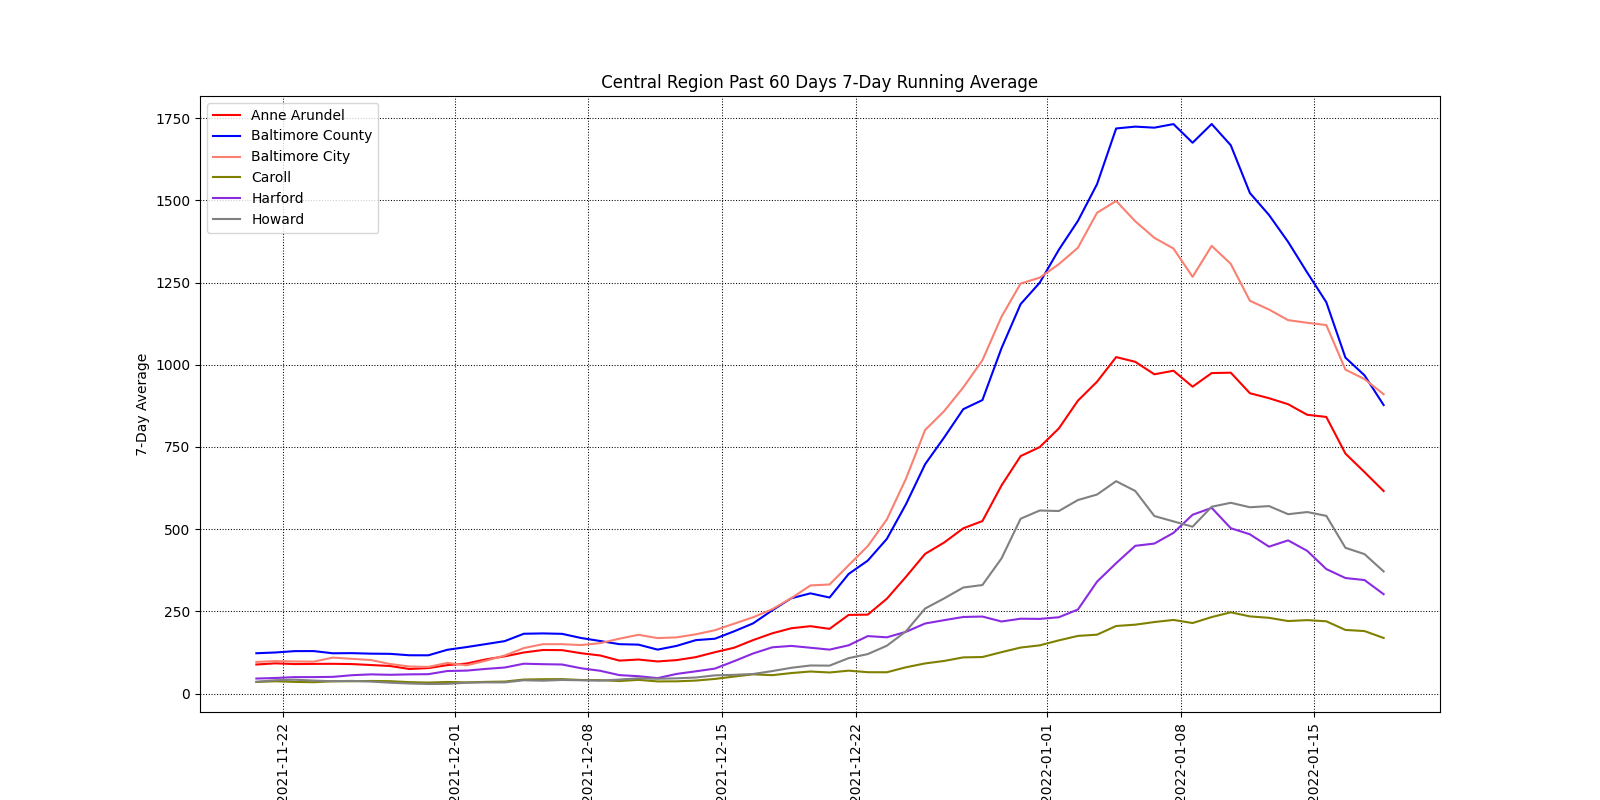 Central Region Past 60 Days 7-Day Running Average
Anne Arundel
Baltimore County
Baltimore City
Caroll
Harford
Howard
7-Day Average
1750
1500
1250
1000
750
500
250
0
2021-11-22
2021-12-01
2021-12-08
2021-12-15
2021-12-22
2022-01-01
2022-01-08
2022-01-15